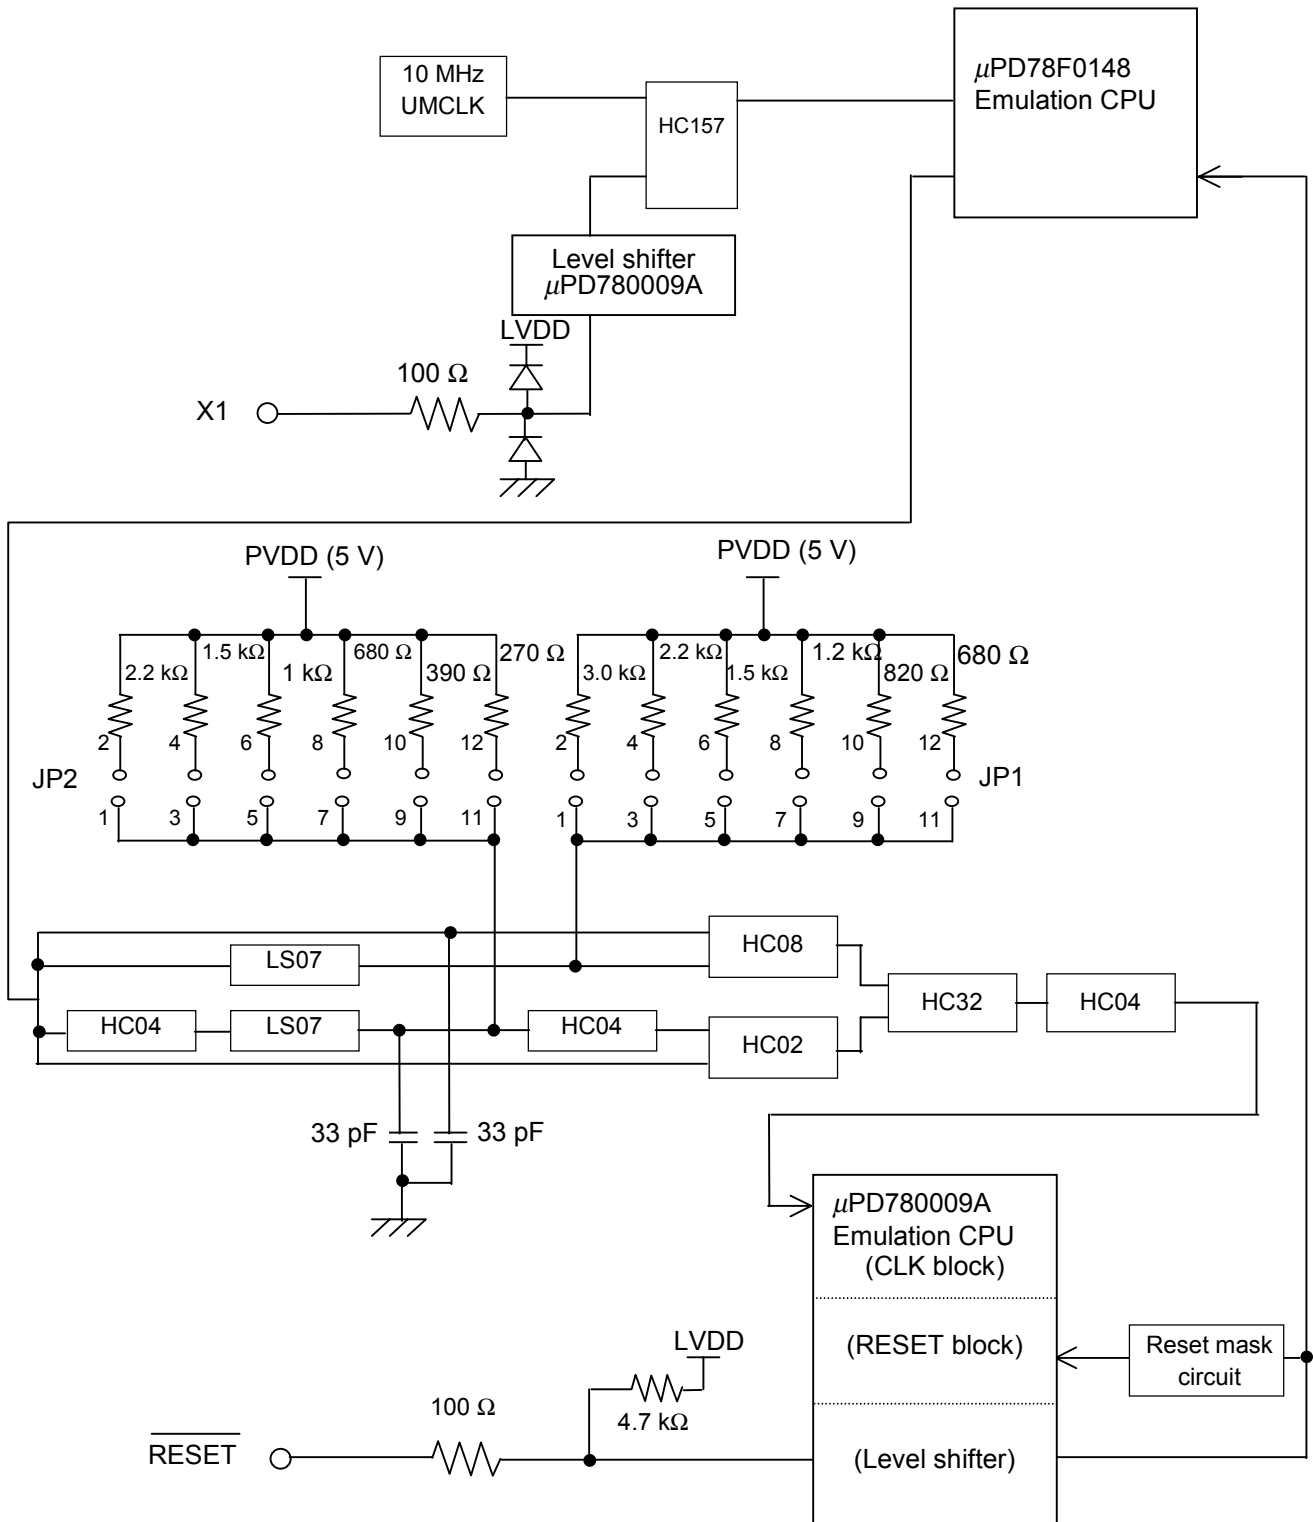 10 MHz
UMCLK
HC157
μPD78F0148
Emulation CPU
Level shifter
μPD780009A
LVDD
100 Ω
X1
PVDD (5 V)
PVDD (5 V)
2.2 kΩ
1.5 kΩ
1 kΩ
680 Ω
390 Ω
270 Ω
3.0 kΩ
2.2 kΩ
1.5 kΩ
1.2 kΩ
820 Ω
680 Ω
2
4
6
8
10
12
2
4
6
8
10
12
JP2
JP1
1
3
5
7
9
11
1
3
5
7
9
11
LS07
HC08
HC04
LS07
HC04
HC02
HC32
HC04
33 pF
33 pF
μPD780009A
Emulation CPU
(CLK block)
(RESET block)
Reset mask
circuit
LVDD
4.7 kΩ
100 Ω
RESET
(Level shifter)